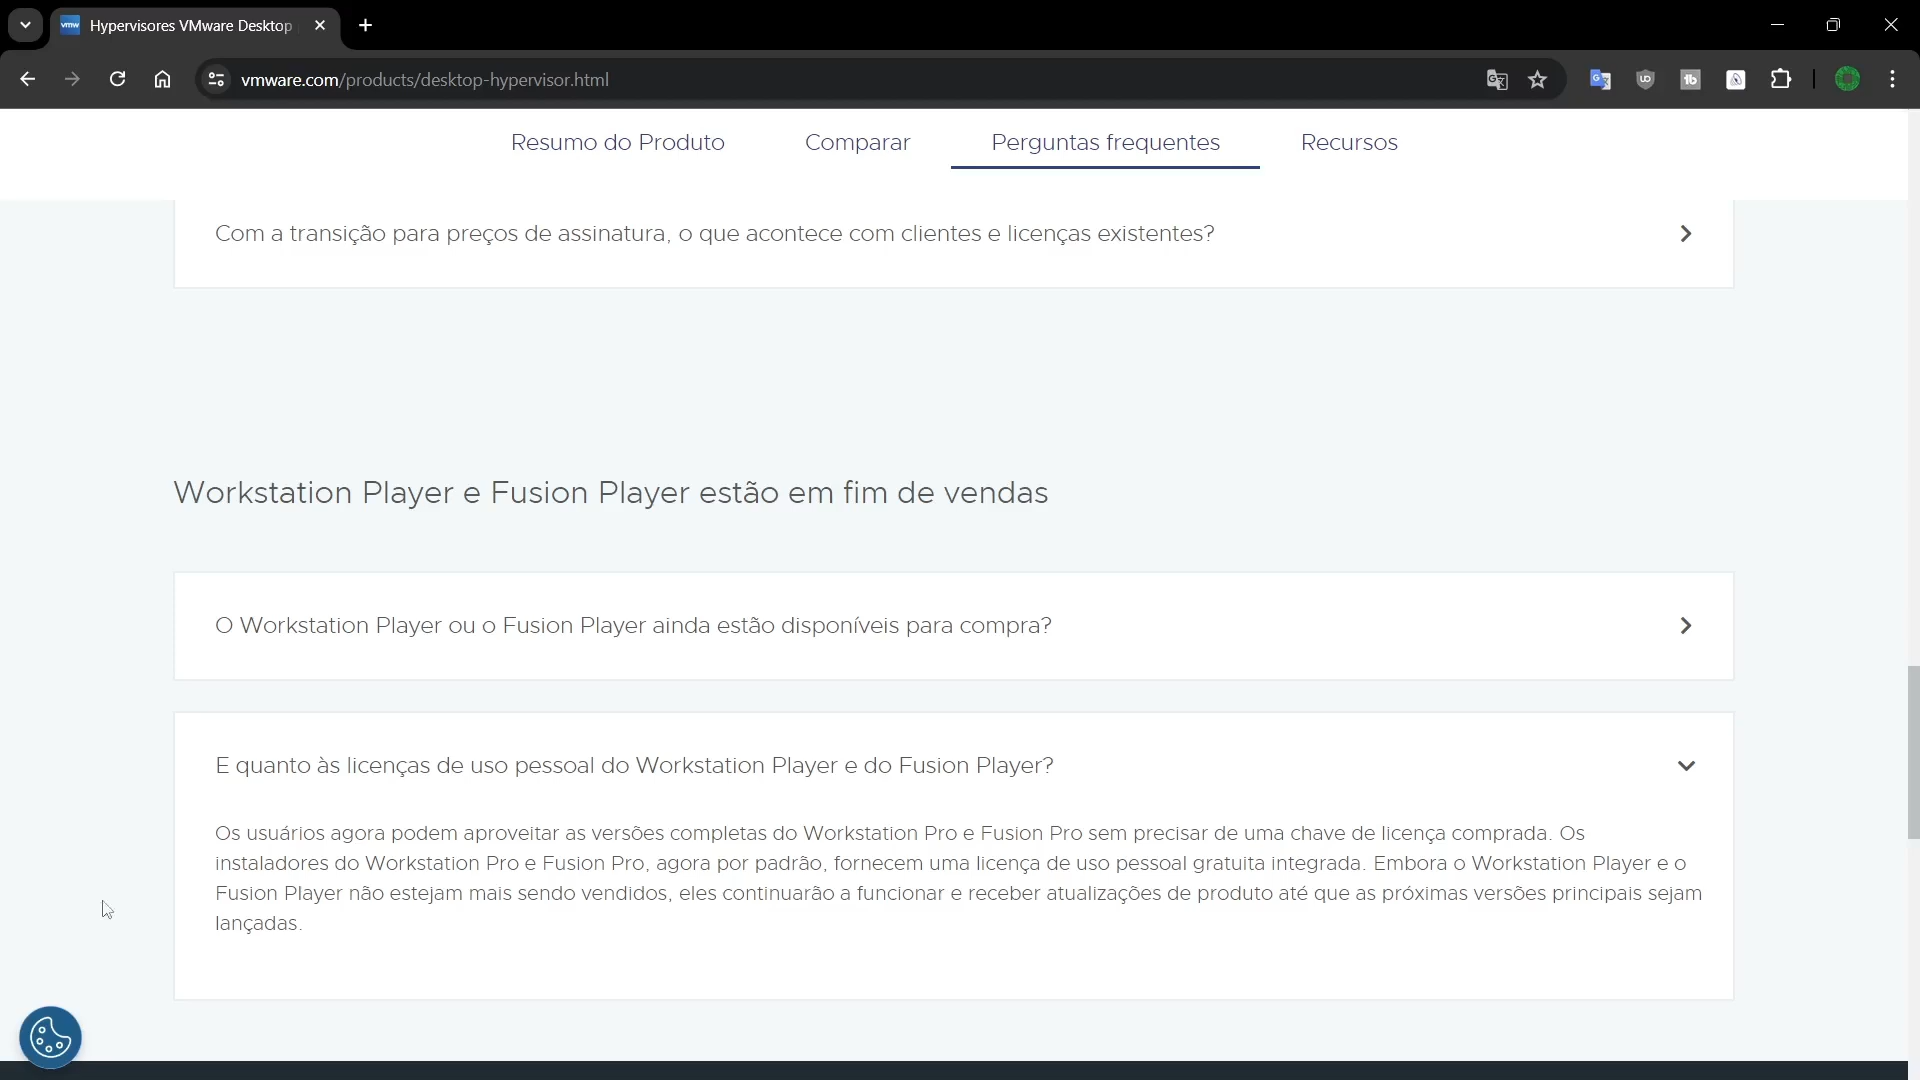 vmw Hypervisores VMware Desktop
vmware.com/products/desktop-hypervisor.html
Resumo do Produto Comparar Perguntas frequentes Recursos
Com a transição para preços de assinatura, o que acontece com clientes e licenças existentes?
Workstation Player e Fusion Player estão em fim de vendas
O Workstation Player ou o Fusion Player ainda estão disponíveis para compra?
E quanto às licenças de uso pessoal do Workstation Player e do Fusion Player?
Os usuários agora podem aproveitar as versões completas do Workstation Pro e Fusion Pro sem precisar de uma chave de licença comprada. Os
instaladores do Workstation Pro e Fusion Pro, agora por padrão, fornecem uma licença de uso pessoal gratuita integrada. Embora o Workstation Player e o
Fusion Player não estejam mais sendo vendidos, eles continuarão a funcionar e receber atualizações de produto até que as próximas versões principais sejam
lançadas.